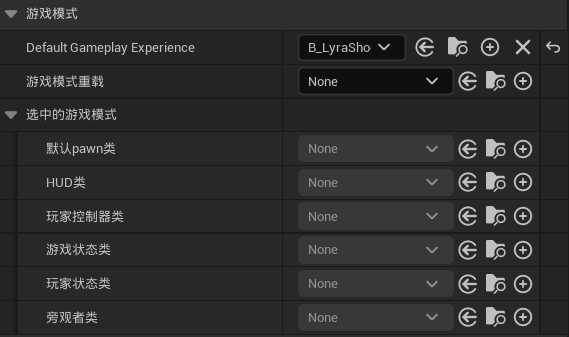 游戏模式
Default Gameplay Experience B_LyraSho
游戏模式重载 None
选中的游戏模式
默认pawn类 None
HUD类 None
玩家控制器类 None
游戏状态类 None
玩家状态类 None
旁观者类 None